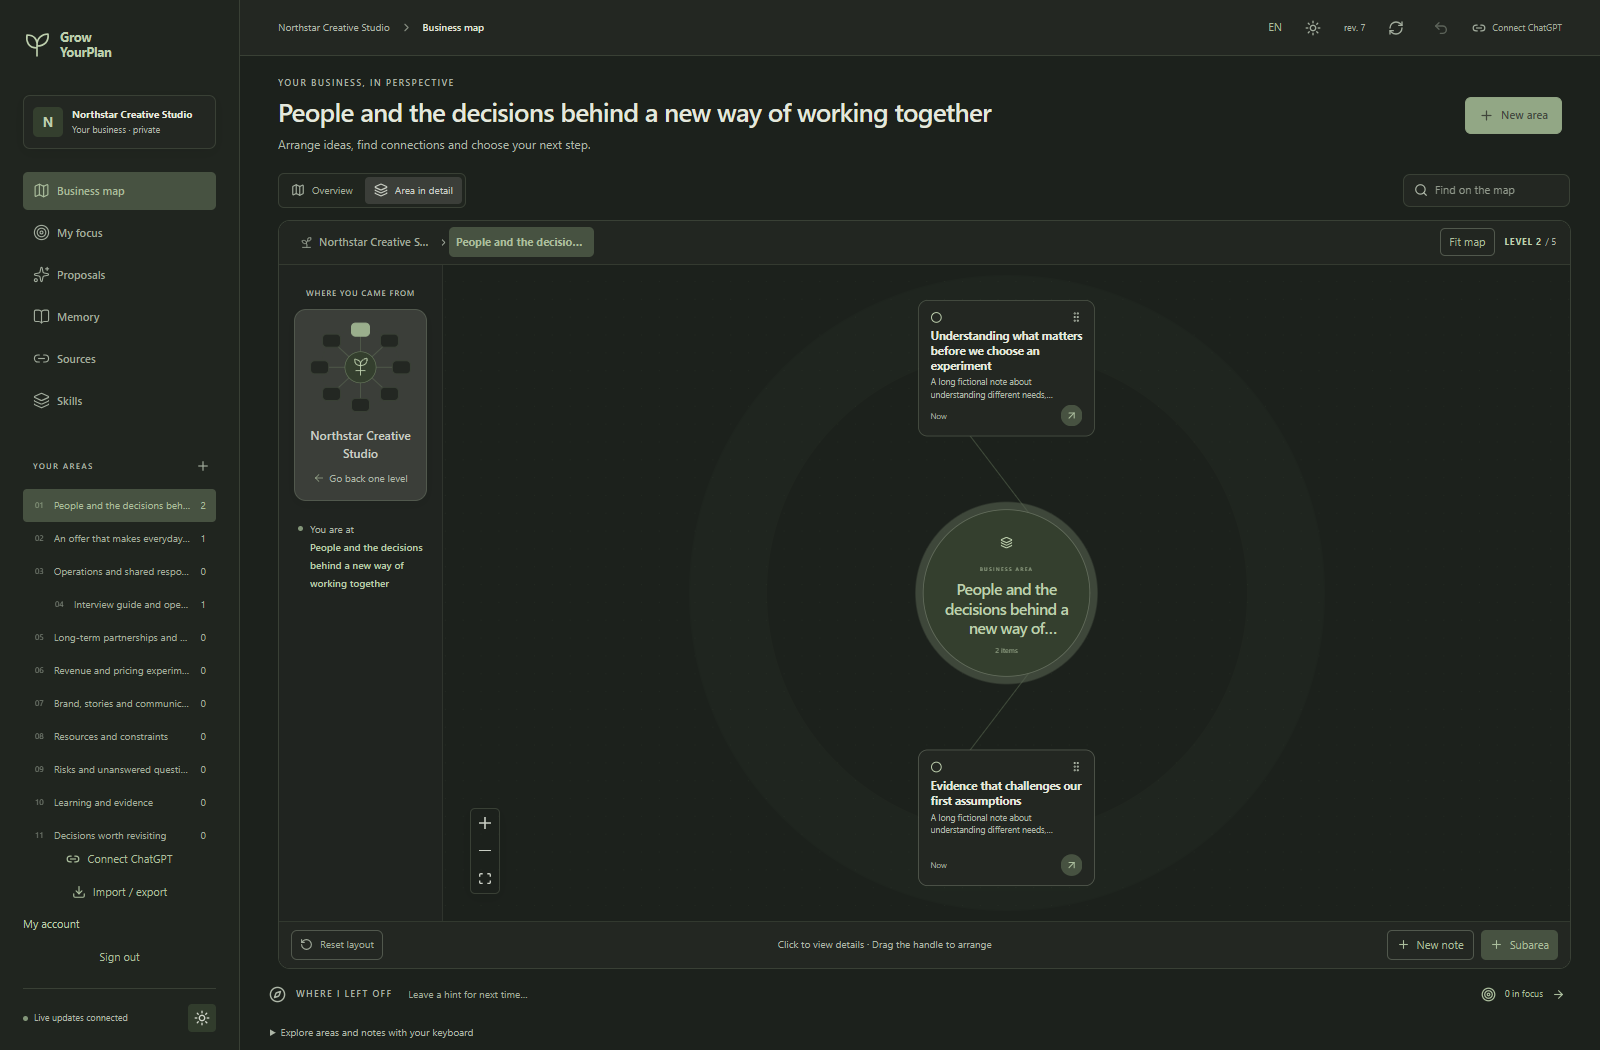 Grow
YourPlan
N
Northstar Creative Studio
Your business · private
Business map
My focus
Proposals
Memory
Sources
Skills
YOUR AREAS
01 People and the decisions beh... 2
02 An offer that makes everyday... 1
03 Operations and shared respo... 0
04 Interview guide and ope... 1
05 Long-term partnerships and ... 0
06 Revenue and pricing experim... 0
07 Brand, stories and communic... 0
08 Resources and constraints 0
09 Risks and unanswered questi... 0
10 Learning and evidence 0
11 Decisions worth revisiting 0
Connect ChatGPT
Import / export
My account
Sign out
Live updates connected
Northstar Creative Studio > Business map
EN
rev. 7
Connect ChatGPT
YOUR BUSINESS, IN PERSPECTIVE
People and the decisions behind a new way of working together
Arrange ideas, find connections and choose your next step.
New area
Overview
Area in detail
Find on the map
Northstar Creative S... > People and the decisio...
Fit map
LEVEL 2 / 5
WHERE YOU CAME FROM
Northstar Creative
Studio
Go back one level
You are at
People and the decisions
behind a new way of
working together
Understanding what matters
before we choose an
experiment
A long fictional note about
understanding different needs,...
Now
BUSINESS AREA
People and the
decisions behind a
new way of...
2 items
Evidence that challenges our
first assumptions
A long fictional note about
understanding different needs,...
Now
Reset layout
Click to view details · Drag the handle to arrange
New note
Subarea
WHERE I LEFT OFF
Leave a hint for next time...
0 in focus
Explore areas and notes with your keyboard